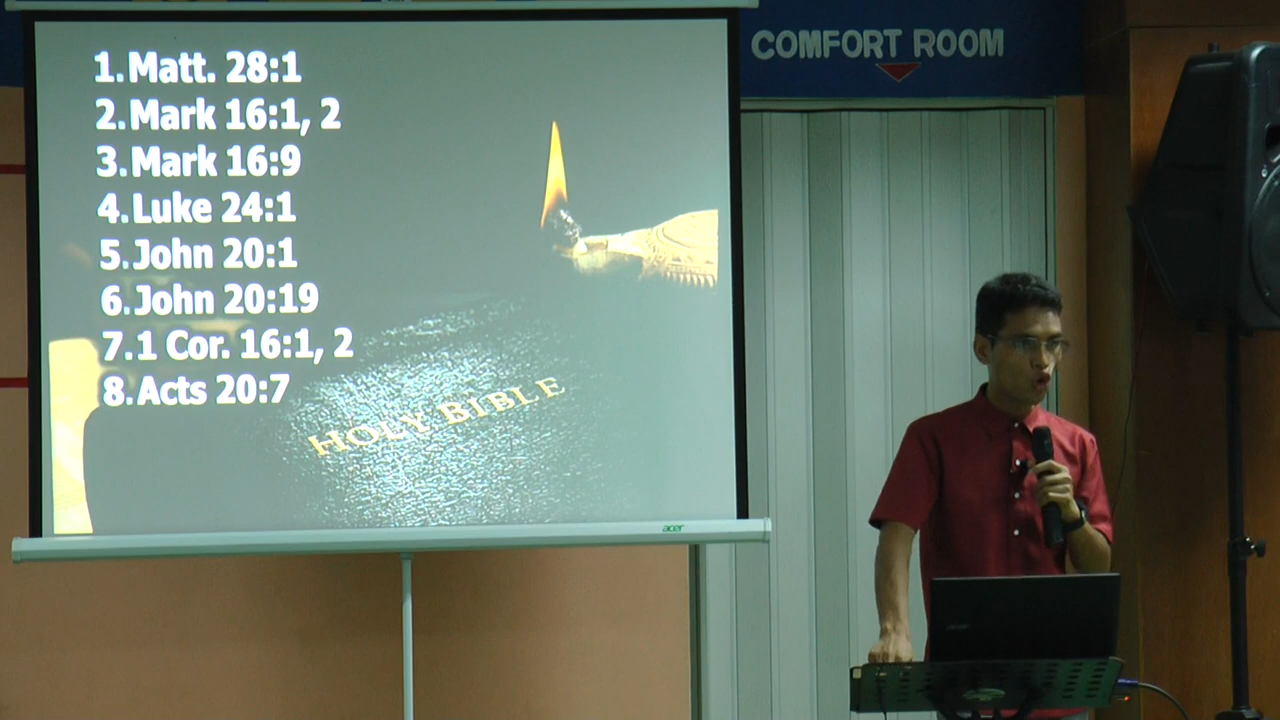 1. Matt. 28:1
2. Mark 16:1, 2
3. Mark 16:9
4. Luke 24:1
5. John 20:1
6. John 20:19
7. 1 Cor. 16:1, 2
8. Acts 20:7
HOLY BIBLE
acer
COMFORT ROOM
acer